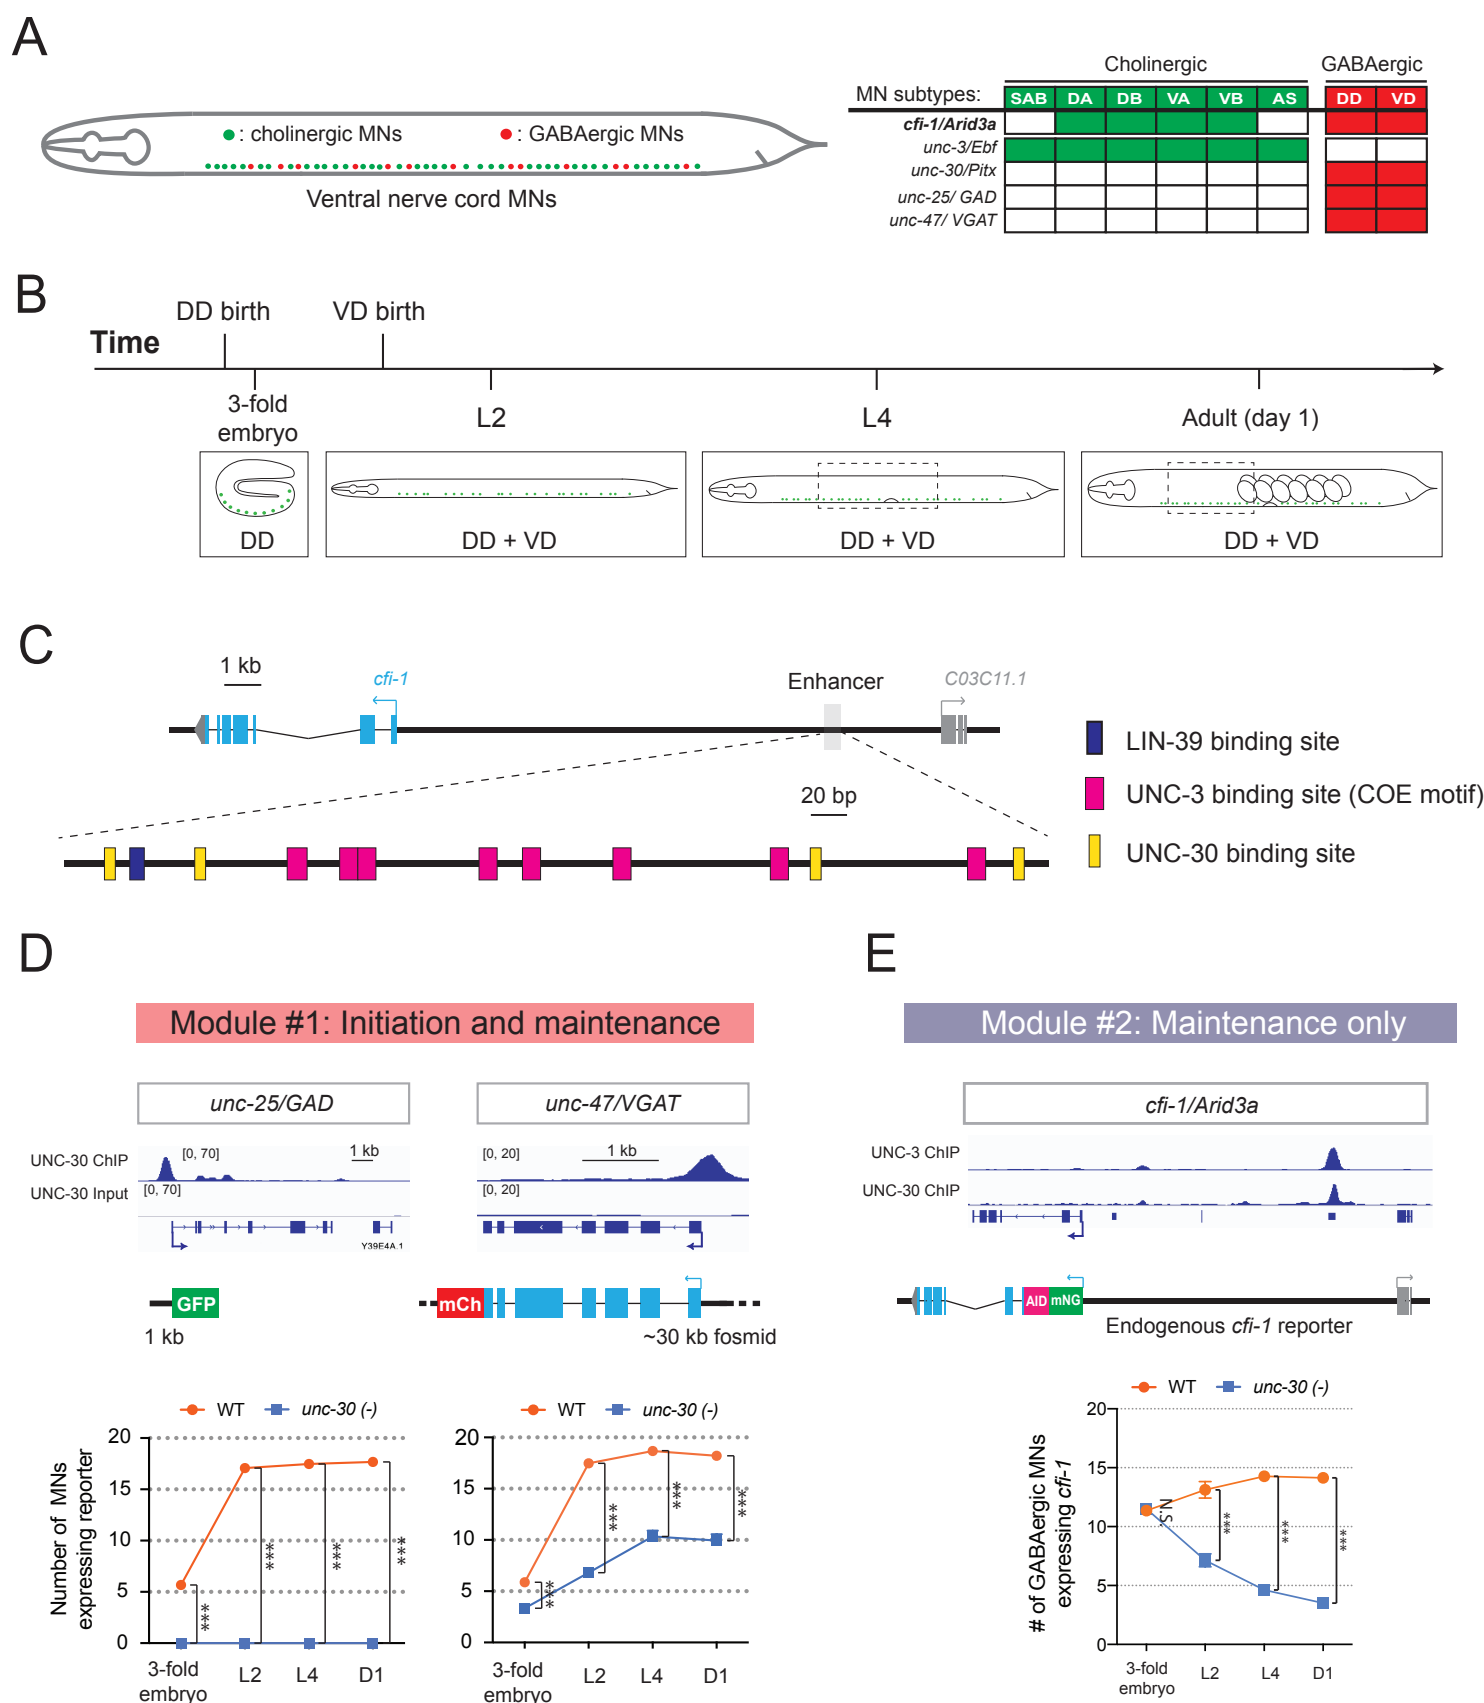 A
: cholinergic MNs
: GABAergic MNs
Ventral nerve cord MNs
Cholinergic GABAergic
MN subtypes: SAB DA DB VA VB AS DD VD
cfi-1/Arid3a
unc-3/Ebf
unc-30/Pitx
unc-25/ GAD
unc-47/ VGAT
B
DD birth VD birth
Time
3-fold
embryo
L2
L4
Adult (day 1)
DD
DD + VD
DD + VD
DD + VD
C
1 kb
cfi-1
Enhancer
C03C11.1
20 bp
LIN-39 binding site
UNC-3 binding site (COE motif)
UNC-30 binding site
D
Module #1: Initiation and maintenance
unc-25/GAD
unc-47/VGAT
UNC-30 ChIP
[0, 70]
1 kb
[0, 20]
1 kb
UNC-30 Input
[0, 70]
[0, 20]
Y39E4A.1
GFP
1 kb
mCh
~30 kb fosmid
WT unc-30 (-)
Number of MNs
expressing reporter
20
15
10
5
0
***
***
***
***
3-fold
embryo
L2
L4
D1
WT unc-30 (-)
20
15
10
5
0
***
***
***
***
3-fold
embryo
L2
L4
D1
E
Module #2: Maintenance only
cfi-1/Arid3a
UNC-3 ChIP
UNC-30 ChIP
AID mNG
Endogenous cfi-1 reporter
WT unc-30 (-)
# of GABAergic MNs
expressing cfi-1
20
15
10
5
0
N.S.
***
***
***
3-fold
embryo
L2
L4
D1